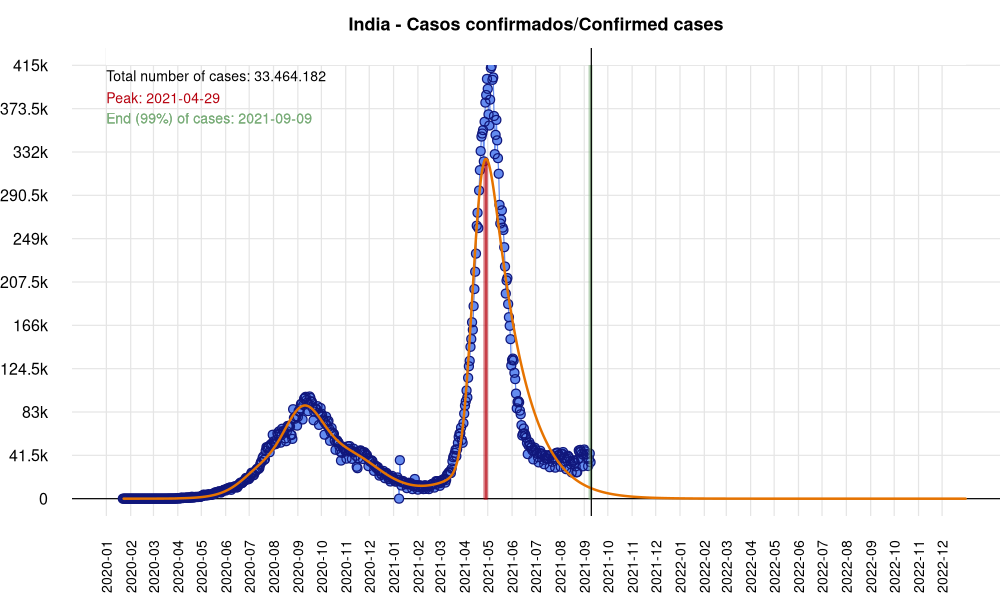 India - Casos confirmados/Confirmed cases
415k
Total number of cases: 33.464.182
Peak: 2021-04-29
373.5k
End (99%) of cases: 2021-09-09
332k
290.5k
249k
207.5k
166k
124.5k
83k
41.5k
0
2020-01
2020-02
2020-03
2020-04
2020-05
2020-06
2020-07
2020-08
2020-09
2020-10
2020-11
2020-12
2021-01
2021-02
2021-03
2021-04
2021-05
2021-06
2021-07
2021-08
2021-09
2021-10
2021-11
2021-12
2022-01
2022-02
2022-03
2022-04
2022-05
2022-06
2022-07
2022-08
2022-09
2022-10
2022-11
2022-12